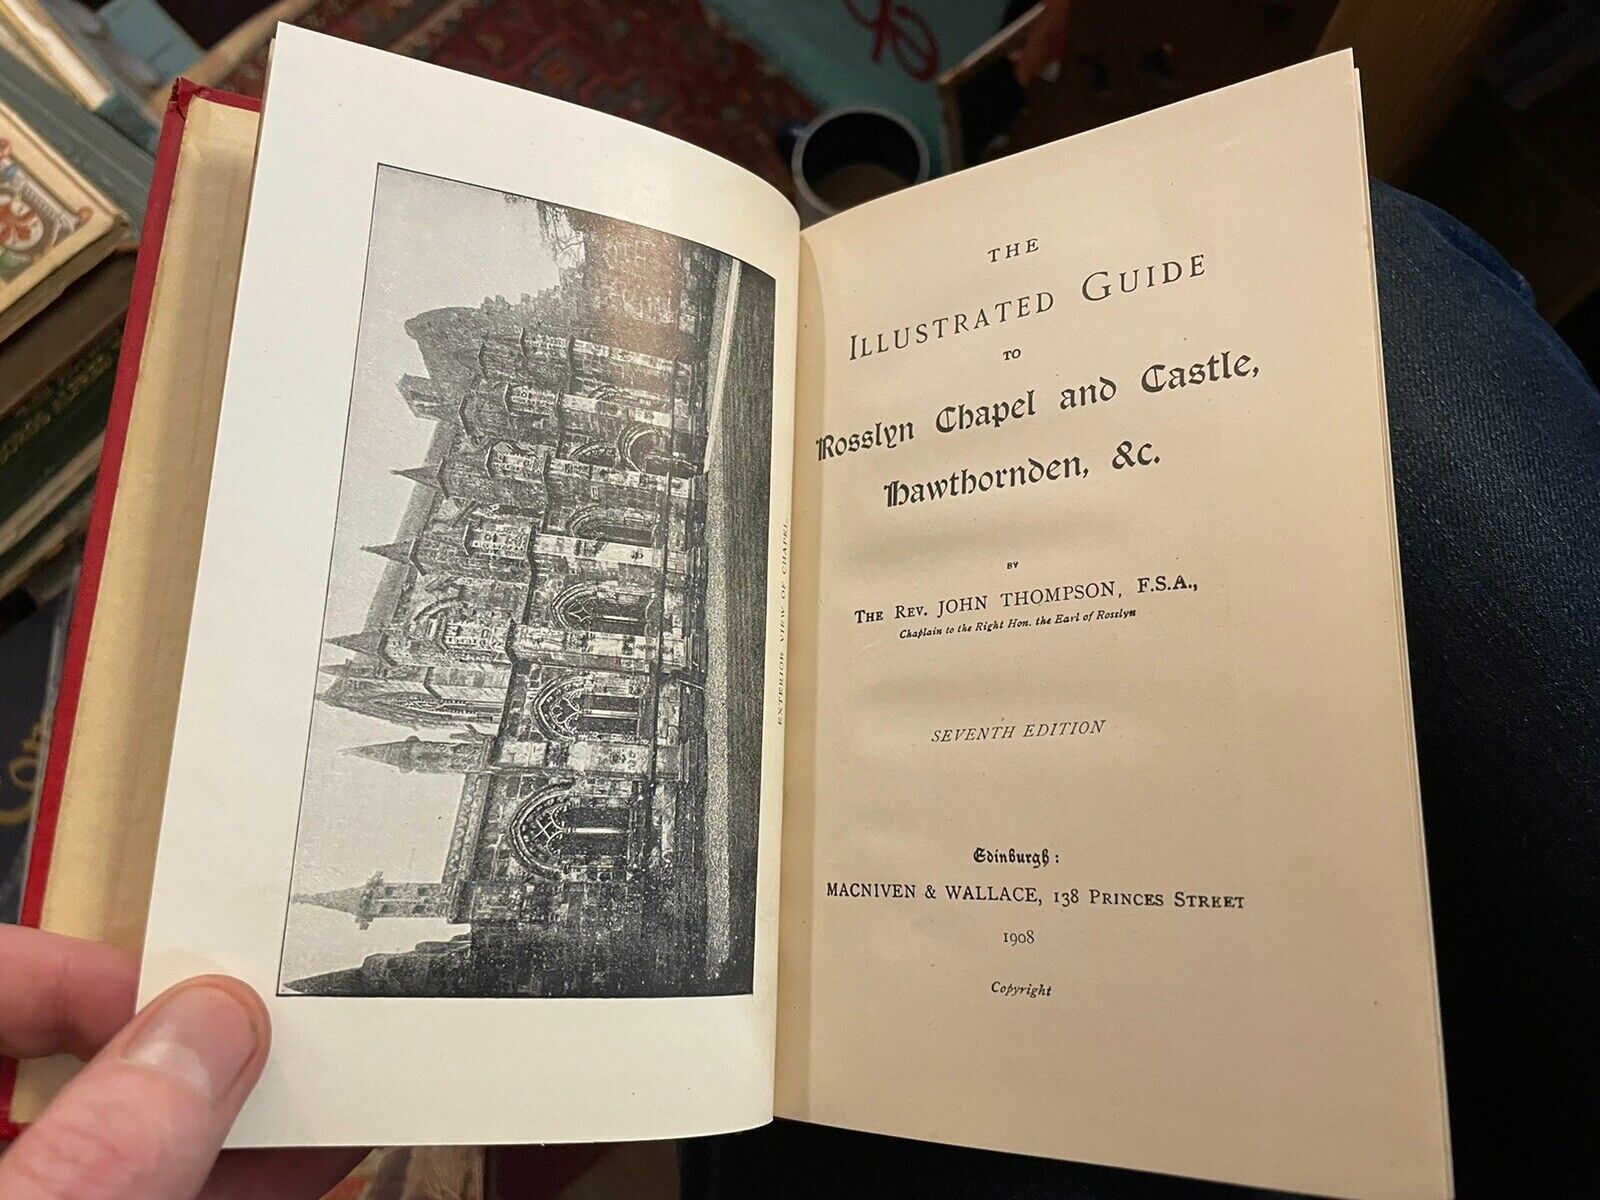 EXTERIOR VIEW OF CHAPEL.
THE
ILLUSTRATED GUIDE
TO
Rosslyn Chapel and Castle,
Hawthornden, &c.
BY
THE REV. JOHN THOMPSON, F.S.A.,
Chaplain to the Right Hon. the Earl of Rosslyn
SEVENTH EDITION
Edinburgh:
MACNIVEN & WALLACE, 138 PRINCES STREET
1908
Copyright